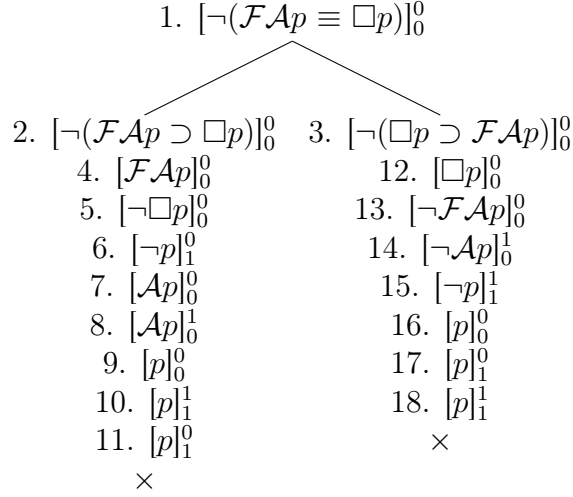 1. [¬(ℱ𝒜p ≡ □p)]⁰₀
2. [¬(ℱ𝒜p ⊃ □p)]⁰₀ 3. [¬(□p ⊃ ℱ𝒜p)]⁰₀
4. [ℱ𝒜p]⁰₀ 12. [□p]⁰₀
5. [¬□p]⁰₀ 13. [¬ℱ𝒜p]⁰₀
6. [¬p]⁰₁ 14. [¬𝒜p]¹₀
7. [𝒜p]⁰₀ 15. [¬p]¹₁
8. [𝒜p]¹₀ 16. [p]⁰₀
9. [p]⁰₀ 17. [p]⁰₁
10. [p]¹₁ 18. [p]¹₁
11. [p]⁰₁ ×
×